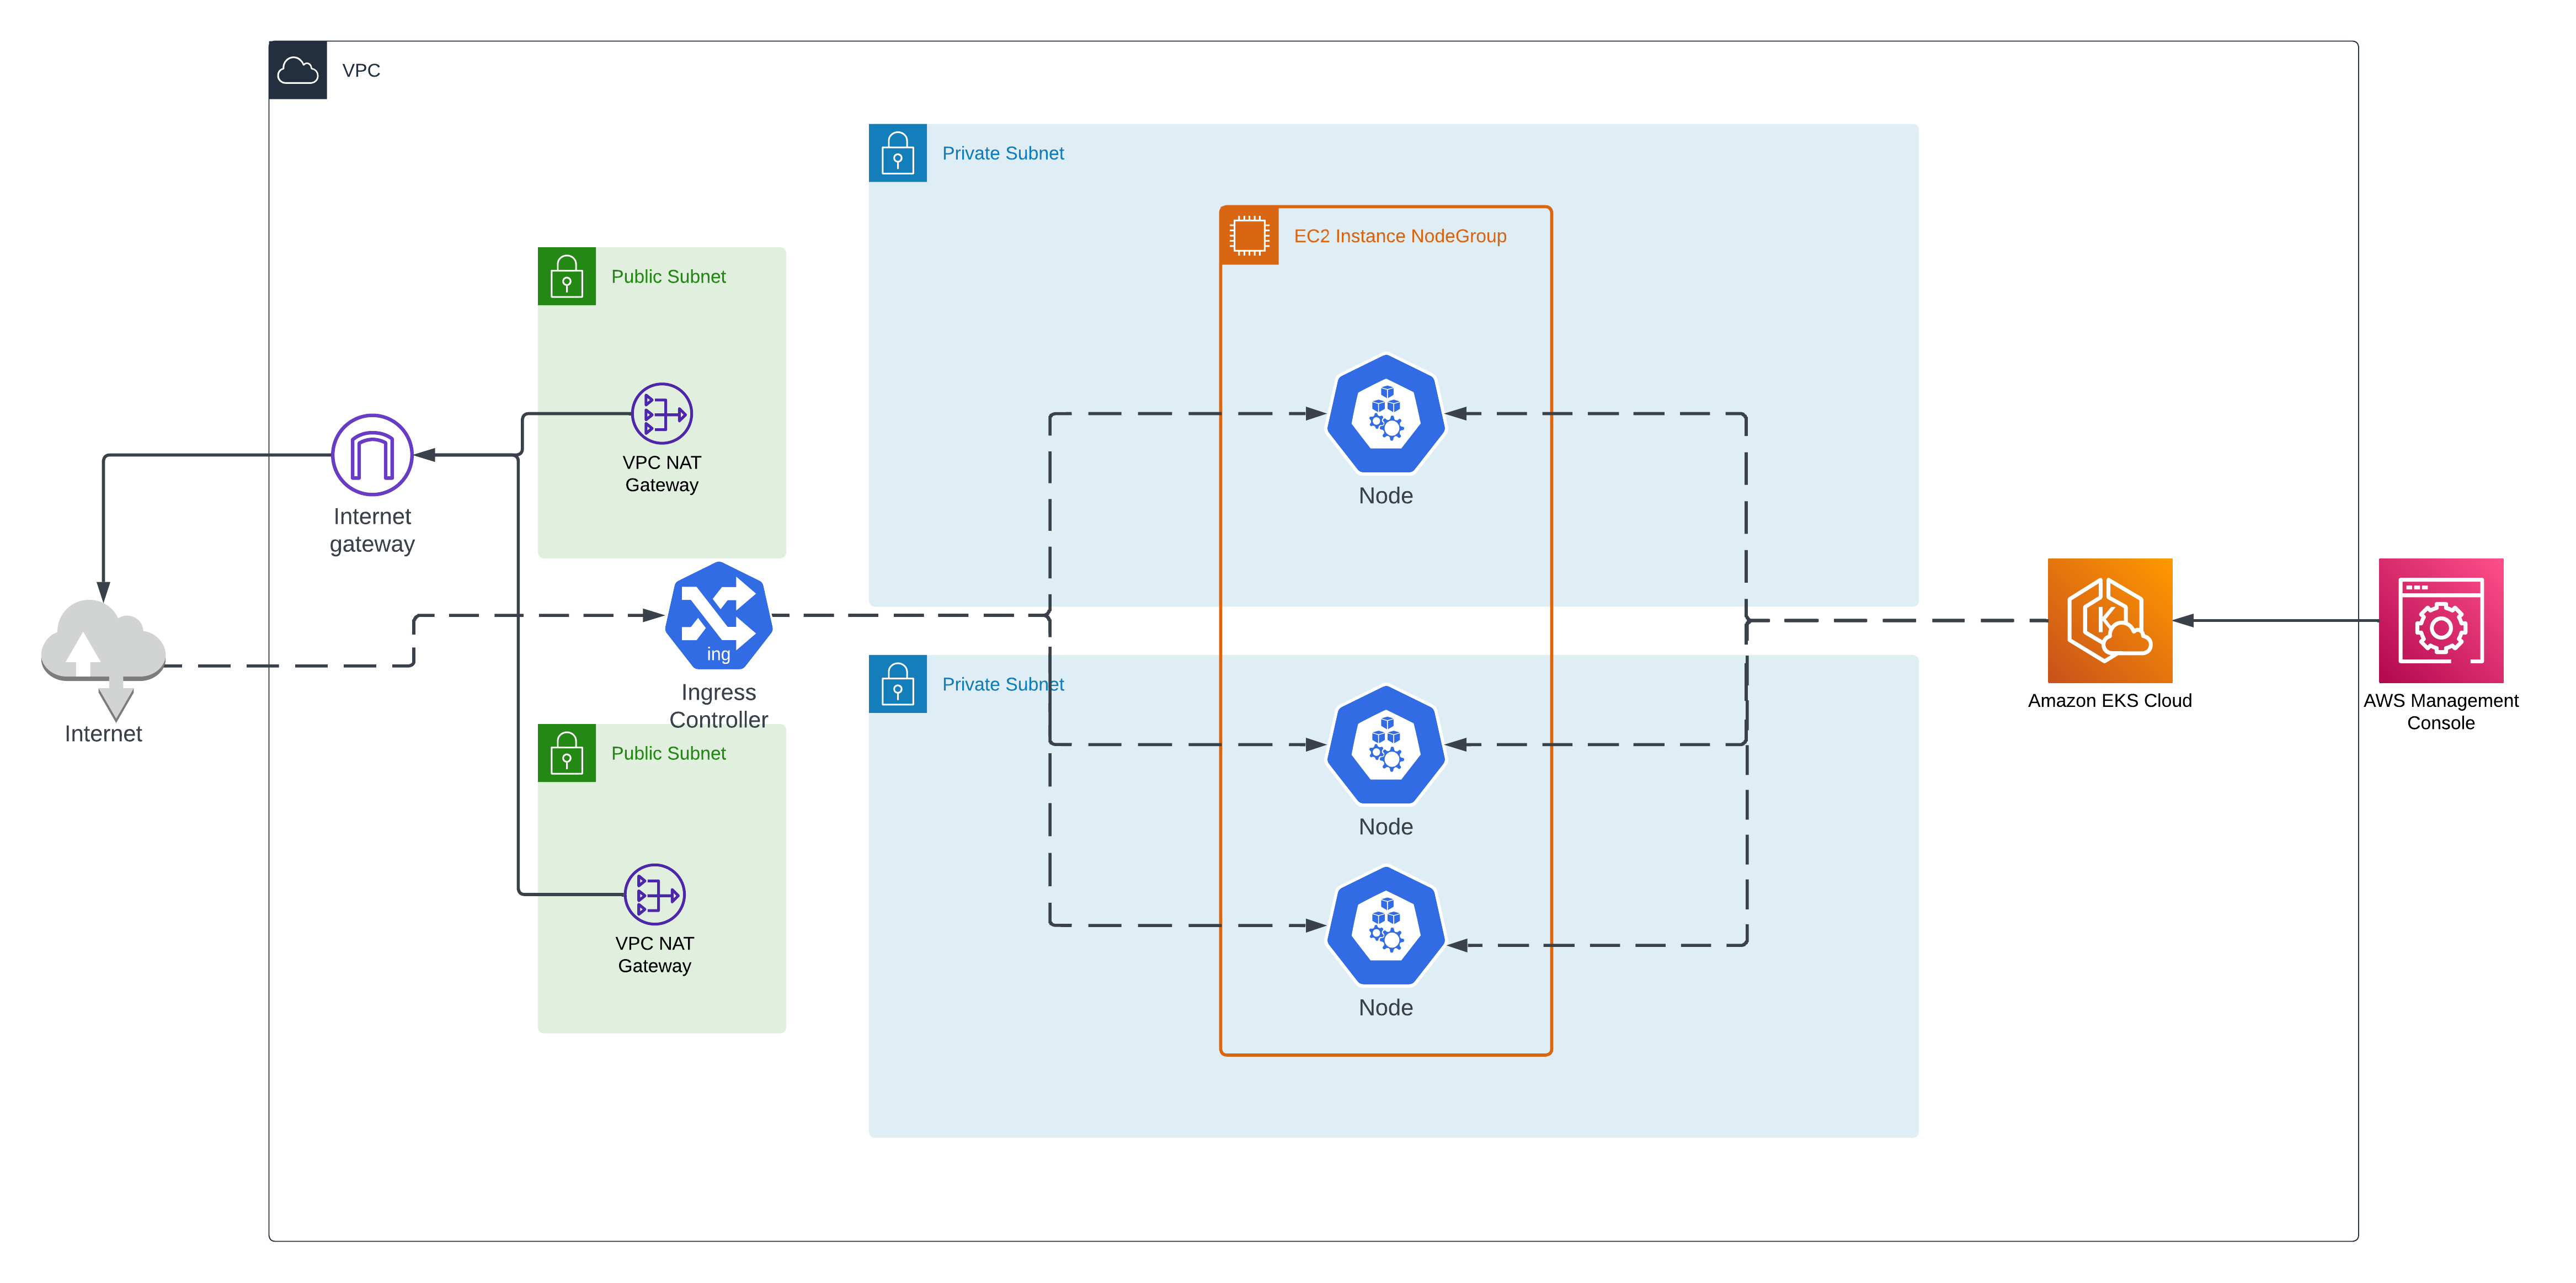 VPC
Private Subnet
EC2 Instance NodeGroup
Public Subnet
VPC NAT
Gateway
Node
Internet
gateway
ing
Ingress
Controller
Internet
Private Subnet
Amazon EKS Cloud
AWS Management
Console
Public Subnet
Node
VPC NAT
Gateway
Node
K